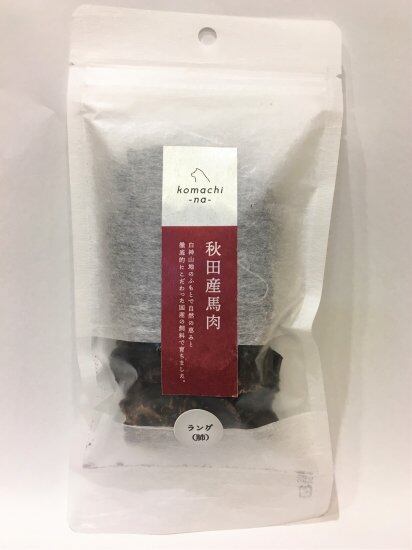 komachi
-na-
秋田産馬肉
白神山地のふもとで自然の恵みと
徹底的にこだわった国産の飼料で育ちました。
ラング
(肺)